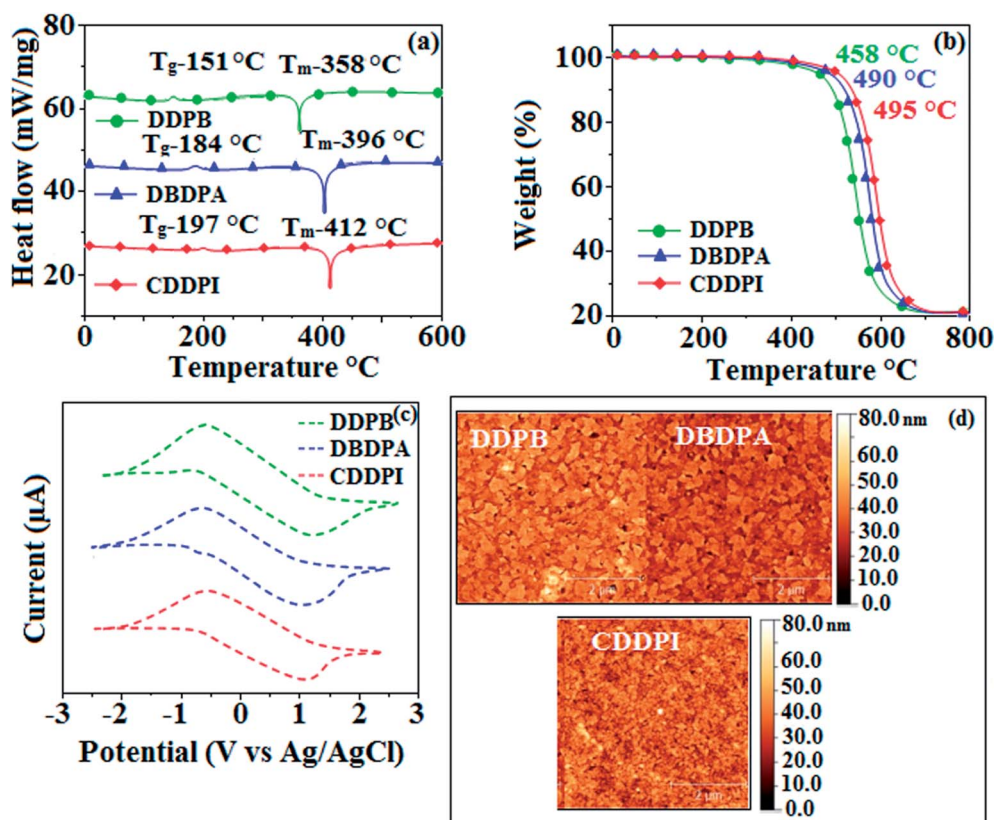 (a)
80
60
40
20
Heat flow (mW/mg)
Tg-151 °C
Tm-358 °C
DDPB
Tg-184 °C
Tm-396 °C
DBDPA
Tg-197 °C
Tm-412 °C
CDDPI
0
200
400
600
Temperature °C
(b)
100
80
60
40
20
Weight (%)
458 °C
490 °C
495 °C
DDPB
DBDPA
CDDPI
0
200
400
600
800
Temperature °C
(c)
DDPB
DBDPA
CDDPI
Current (µA)
-3
-2
-1
0
1
2
3
Potential (V vs Ag/AgCl)
(d)
DDPB
DBDPA
2 µm
2 µm
80.0 nm
60.0
50.0
40.0
30.0
20.0
10.0
0.0
CDDPI
2 µm
80.0 nm
60.0
50.0
40.0
30.0
20.0
10.0
0.0